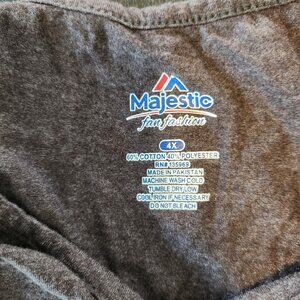 Majestic
fan fashion
4X
60% COTTON 40% POLYESTER
RN# 135969
MADE IN PAKISTAN
MACHINE WASH COLD
TUMBLE DRY LOW
COOL IRON IF NECESSARY
DO NOT BLEACH